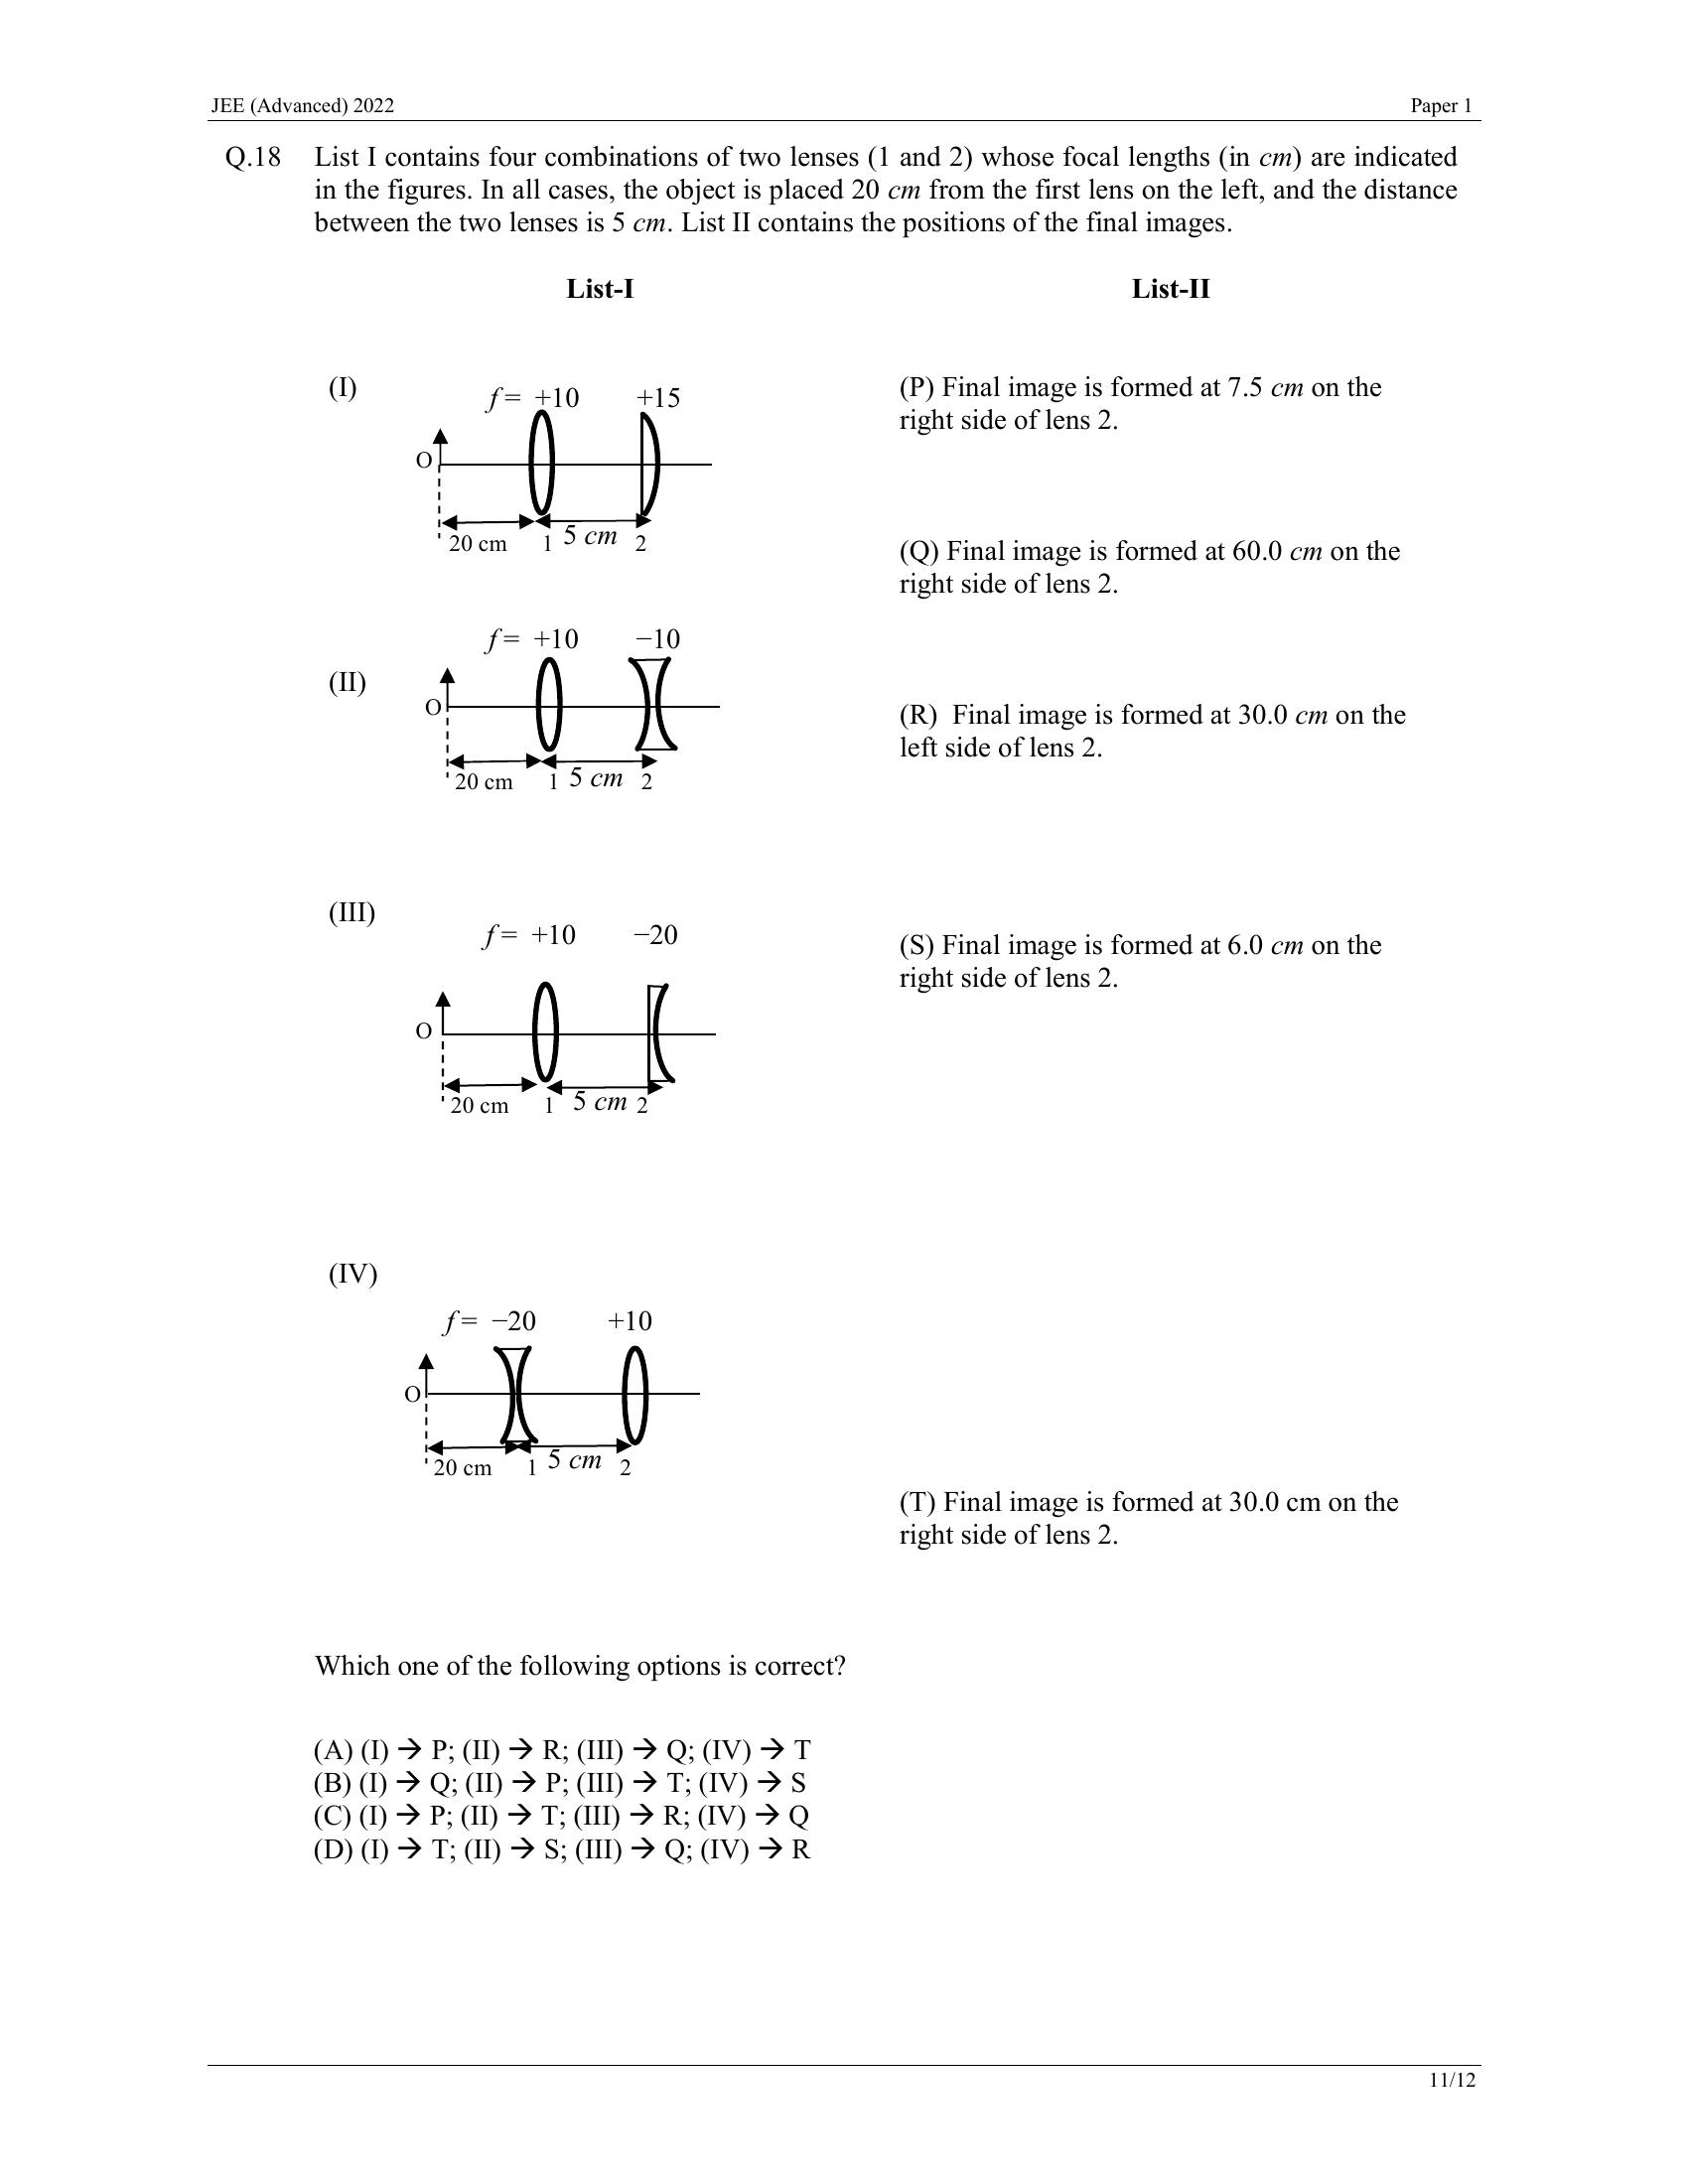 JEE (Advanced) 2022 Paper 1
Q.18 List I contains four combinations of two lenses (1 and 2) whose focal lengths (in cm) are indicated
in the figures. In all cases, the object is placed 20 cm from the first lens on the left, and the distance
between the two lenses is 5 cm. List II contains the positions of the final images.
List-I List-II
(I) f = +10 +15
O
20 cm 1 5 cm 2
(P) Final image is formed at 7.5 cm on the
right side of lens 2.
(Q) Final image is formed at 60.0 cm on the
right side of lens 2.
(II) f = +10 −10
O
20 cm 1 5 cm 2
(R) Final image is formed at 30.0 cm on the
left side of lens 2.
(III) f = +10 −20
O
20 cm 1 5 cm 2
(S) Final image is formed at 6.0 cm on the
right side of lens 2.
(IV)
f = −20 +10
O
20 cm 1 5 cm 2
(T) Final image is formed at 30.0 cm on the
right side of lens 2.
Which one of the following options is correct?
(A) (I) → P; (II) → R; (III) → Q; (IV) → T
(B) (I) → Q; (II) → P; (III) → T; (IV) → S
(C) (I) → P; (II) → T; (III) → R; (IV) → Q
(D) (I) → T; (II) → S; (III) → Q; (IV) → R
11/12